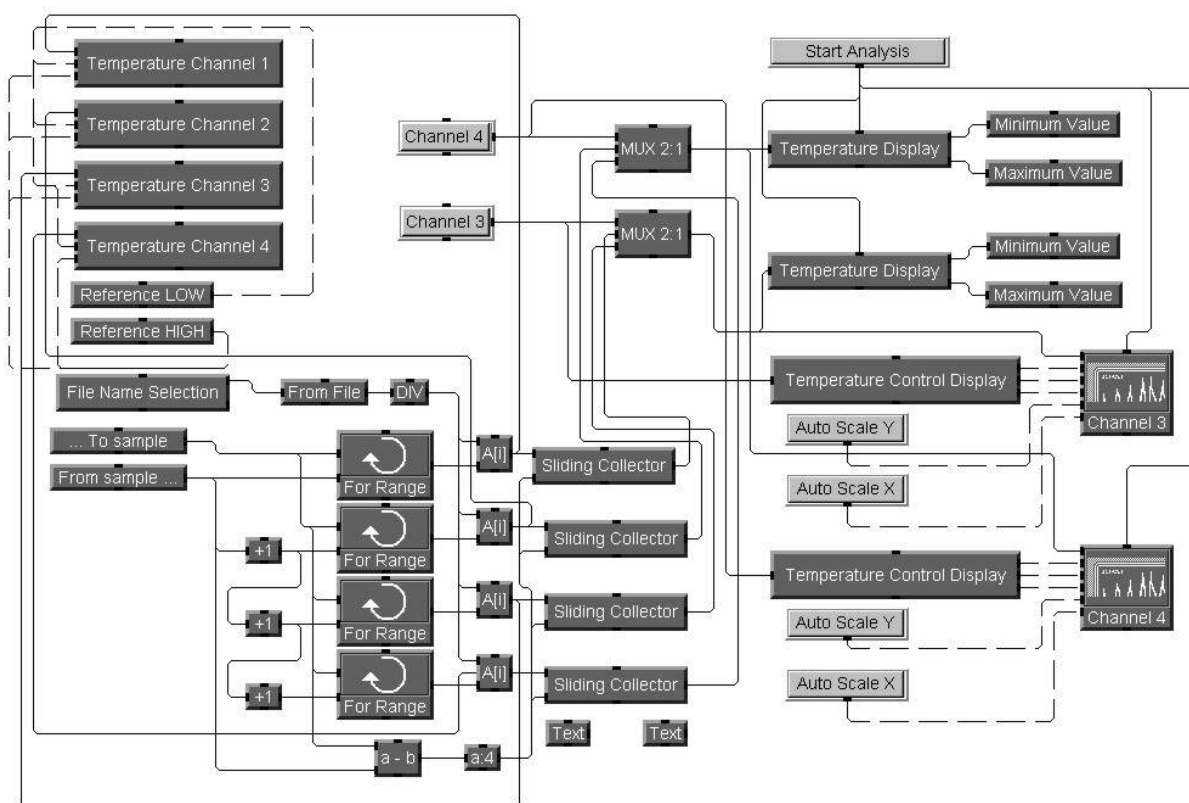 Temperature Channel 1
Temperature Channel 2
Temperature Channel 3
Temperature Channel 4
Reference LOW
Reference HIGH
File Name Selection
From File
DIV
... To sample
From sample ...
For Range
For Range
For Range
For Range
+1
+1
+1
A[i]
A[i]
A[i]
A[i]
a - b
a:4
Sliding Collector
Sliding Collector
Sliding Collector
Sliding Collector
Text
Text
Channel 4
Channel 3
MUX 2:1
MUX 2:1
Start Analysis
Temperature Display
Minimum Value
Maximum Value
Temperature Display
Minimum Value
Maximum Value
Temperature Control Display
Auto Scale Y
Auto Scale X
Channel 3
Temperature Control Display
Auto Scale Y
Auto Scale X
Channel 4